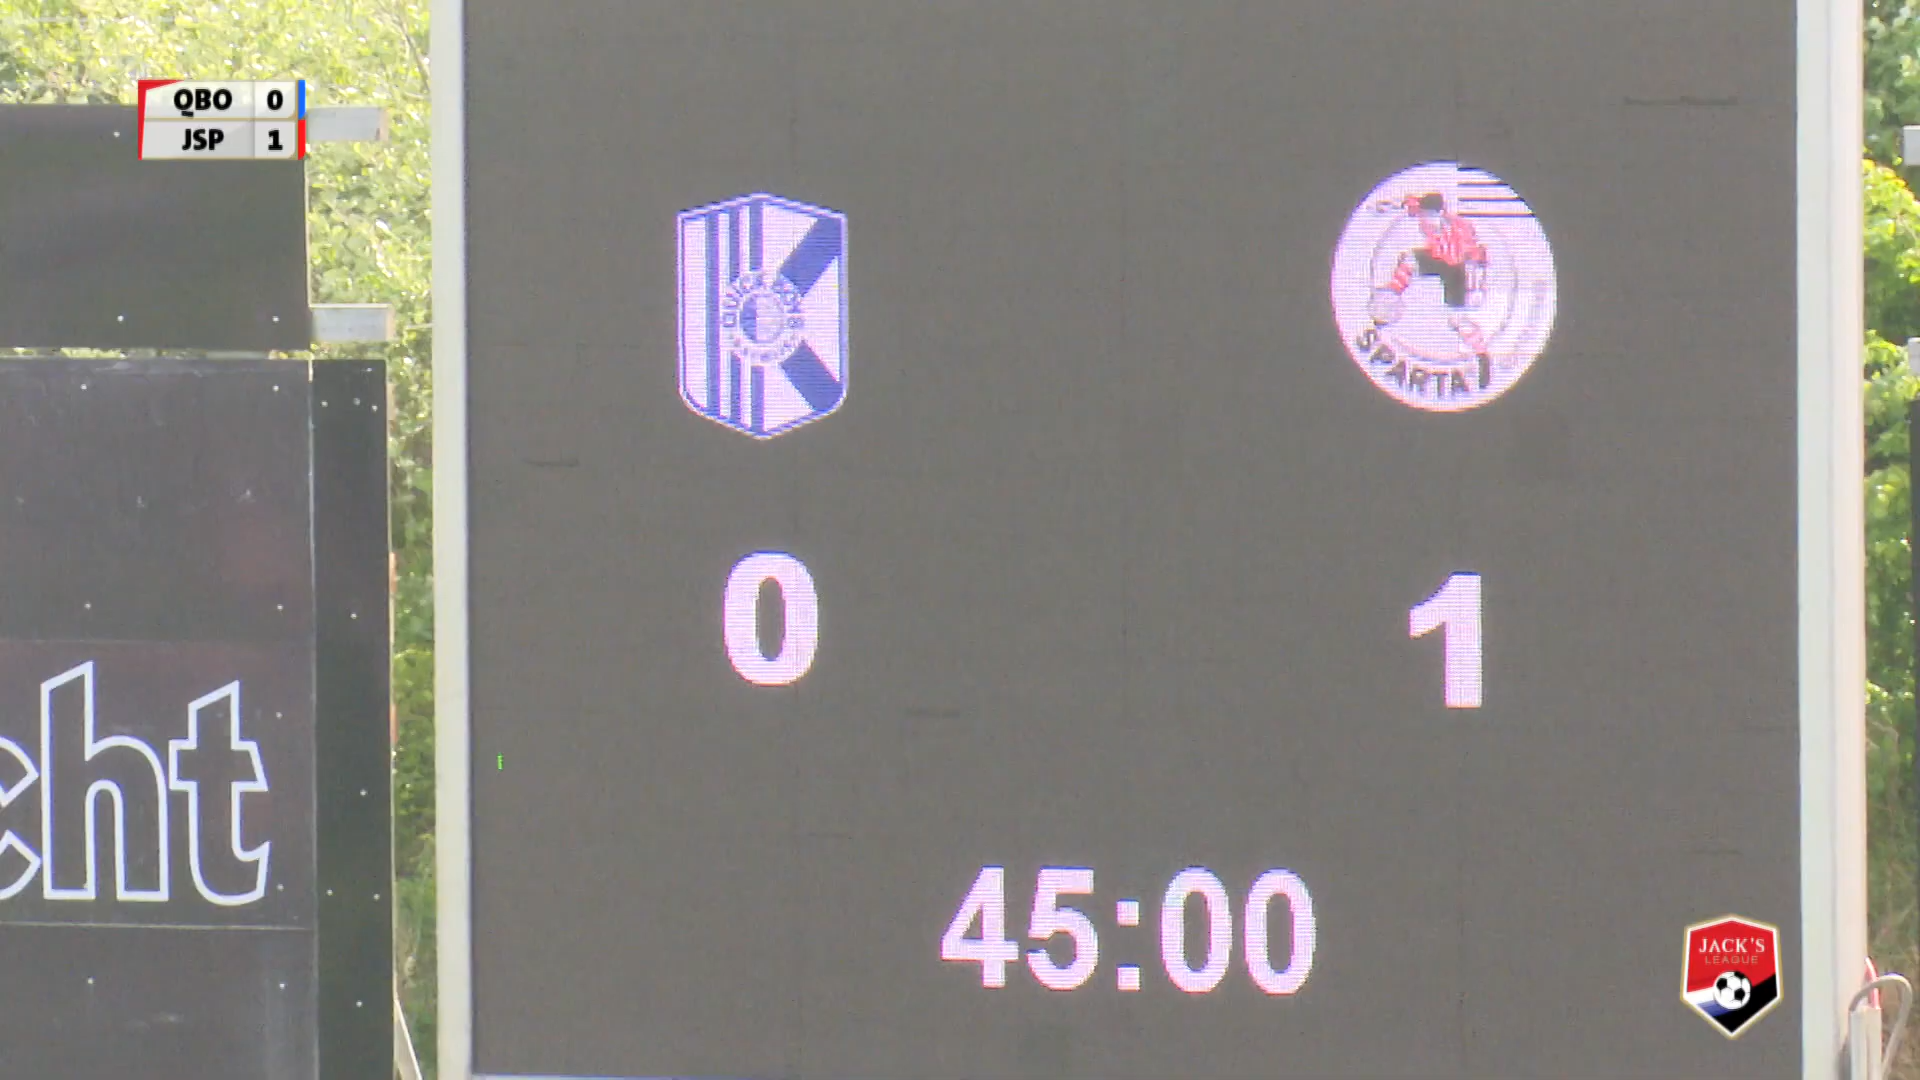 QBO 0
JSP 1
SPARTA
0 1
cht
45:00
JACK'S
LEAGUE